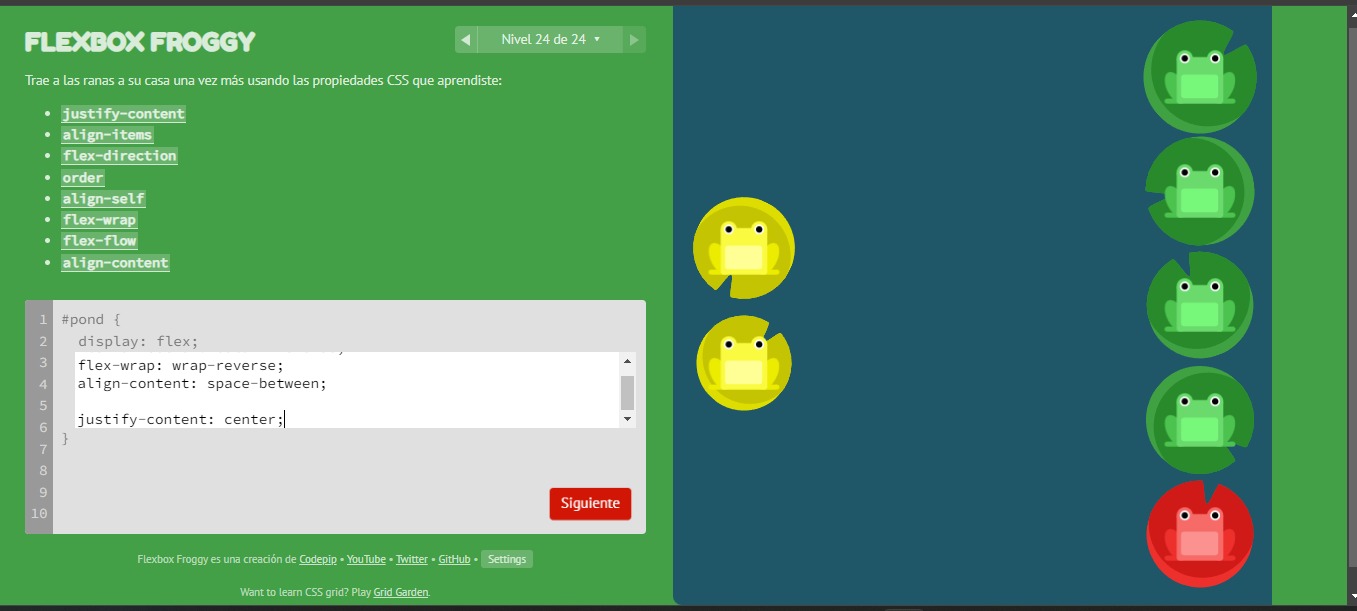 FLEXBOX FROGGY
◀ Nivel 24 de 24 ▾ ▶
Trae a las ranas a su casa una vez más usando las propiedades CSS que aprendiste:
• justify-content
• align-items
• flex-direction
• order
• align-self
• flex-wrap
• flex-flow
• align-content
1 #pond {
2 display: flex;
3 flex-wrap: wrap-reverse;
4 align-content: space-between;
5
6 justify-content: center;
7 }
8
9
10
Siguiente
Flexbox Froggy es una creación de Codepip • YouTube • Twitter • GitHub • Settings
Want to learn CSS grid? Play Grid Garden.